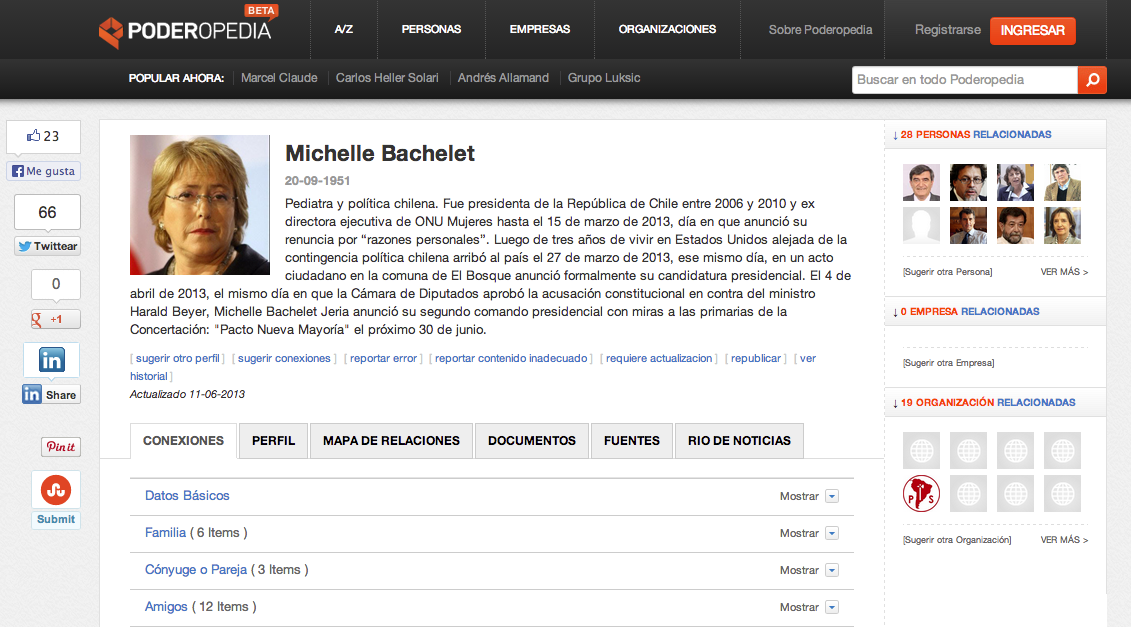 BETA
PODEROPEDIA
A/Z
PERSONAS
EMPRESAS
ORGANIZACIONES
Sobre Poderopedia
Registrarse
INGRESAR
POPULAR AHORA:
Marcel Claude
Carlos Heller Solari
Andrés Allamand
Grupo Luksic
Buscar en todo Poderopedia
23
Me gusta
66
Twittear
0
+1
in
in Share
Pin it
Submit
Michelle Bachelet
20-09-1951
Pediatra y política chilena. Fue presidenta de la República de Chile entre 2006 y 2010 y ex
directora ejecutiva de ONU Mujeres hasta el 15 de marzo de 2013, día en que anunció su
renuncia por “razones personales”. Luego de tres años de vivir en Estados Unidos alejada de la
contingencia política chilena arribó al país el 27 de marzo de 2013, ese mismo día, en un acto
ciudadano en la comuna de El Bosque anunció formalmente su candidatura presidencial. El 4 de
abril de 2013, el mismo día en que la Cámara de Diputados aprobó la acusación constitucional en contra del ministro
Harald Beyer, Michelle Bachelet Jeria anunció su segundo comando presidencial con miras a las primarias de la
Concertación: "Pacto Nueva Mayoría" el próximo 30 de junio.
[ sugerir otro perfil ] [ sugerir conexiones ] [ reportar error ] [ reportar contenido inadecuado ] [ requiere actualizacion ] [ republicar ] [ ver
historial ]
Actualizado 11-06-2013
CONEXIONES
PERFIL
MAPA DE RELACIONES
DOCUMENTOS
FUENTES
RIO DE NOTICIAS
Datos Básicos
Mostrar
Familia ( 6 Items )
Mostrar
Cónyuge o Pareja ( 3 Items )
Mostrar
Amigos ( 12 Items )
Mostrar
↓ 28 PERSONAS RELACIONADAS
[Sugerir otra Persona]
VER MÁS >
↓ 0 EMPRESA RELACIONADAS
[Sugerir otra Empresa]
↓ 19 ORGANIZACIÓN RELACIONADAS
P S
[Sugerir otra Organización]
VER MÁS >